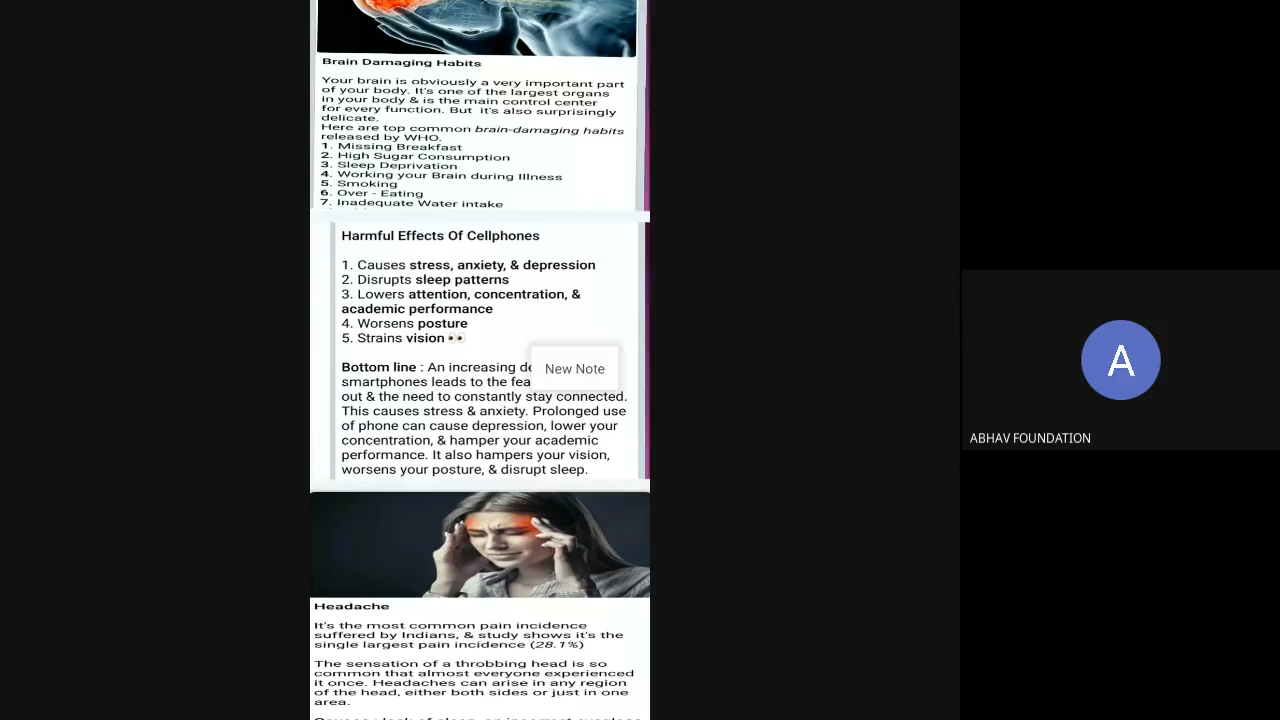 Brain Damaging Habits
Your brain is obviously a very important part
of your body. It's one of the largest organs
in your body & is the main control center
for every function. But it's also surprisingly
delicate.
Here are top common brain-damaging habits
released by WHO.
1. Missing Breakfast
2. High Sugar Consumption
3. Sleep Deprivation
4. Working your Brain during Illness
5. Smoking
6. Over - Eating
7. Inadequate Water intake
Harmful Effects Of Cellphones
1. Causes stress, anxiety, & depression
2. Disrupts sleep patterns
3. Lowers attention, concentration, &
academic performance
4. Worsens posture
5. Strains vision 👀
Bottom line : An increasing
New Note
smartphones leads to the
out & the need to constantly stay connected.
This causes stress & anxiety. Prolonged use
of phone can cause depression, lower your
concentration, & hamper your academic
performance. It also hampers your vision,
worsens your posture, & disrupt sleep.
Headache
It's the most common pain incidence
suffered by Indians, & study shows it's the
single largest pain incidence (28.1%)
The sensation of a throbbing head is so
common that almost everyone experienced
it once. Headaches can arise in any region
of the head, either both sides or just in one
area.
A
ABHAV FOUNDATION